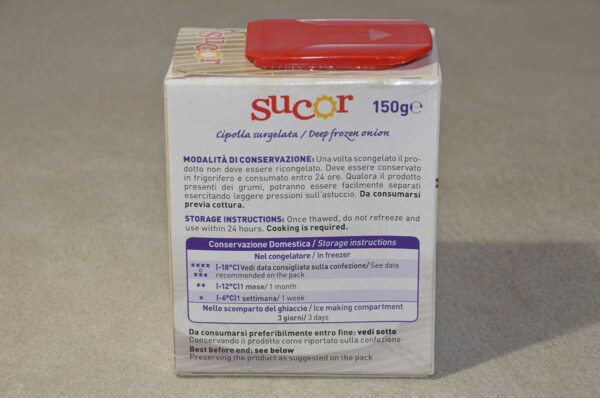 sucor
sucor 150g℮
Cipolla surgelata / Deep frozen onion
MODALITÀ DI CONSERVAZIONE: Una volta scongelato il pro-
dotto non deve essere ricongelato. Deve essere conservato
in frigorifero e consumato entro 24 ore. Qualora il prodotto
presenti dei grumi, potranno essere facilmente separati
esercitando leggere pressioni sull'astuccio. Da consumarsi
previa cottura.
STORAGE INSTRUCTIONS: Once thawed, do not refreeze and
use within 24 hours. Cooking is required.
Conservazione Domestica / Storage instructions
Nel congelatore / In freezer
**** (-18°C) Vedi data consigliata sulla confezione/ See date
o
*** recommended on the pack
** (-12°C) 1 mese/ 1 month
* (-6°C) 1 settimana/ 1 week
Nello scomparto del ghiaccio / Ice making compartment
3 giorni/ 3 days
Da consumarsi preferibilmente entro fine: vedi sotto
Conservando il prodotto come riportato sulla confezione
Best before end: see below
Preserving the product as suggested on the pack